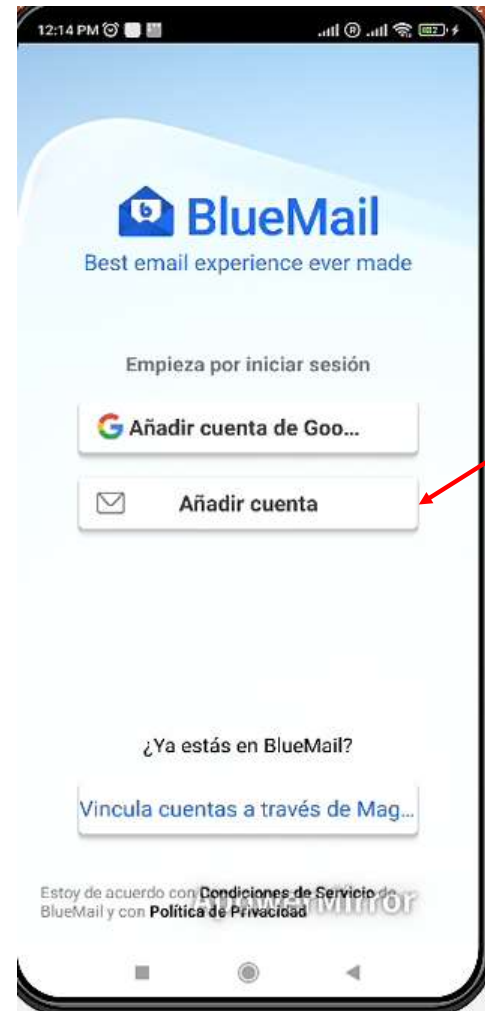 12:14 PM
BlueMail
Best email experience ever made
Empieza por iniciar sesión
G Añadir cuenta de Goo...
Añadir cuenta
¿Ya estás en BlueMail?
Vincula cuentas a través de Mag...
Estoy de acuerdo con Condiciones de Servicio de
BlueMail y con Política de Privacidad
ApowerMirror